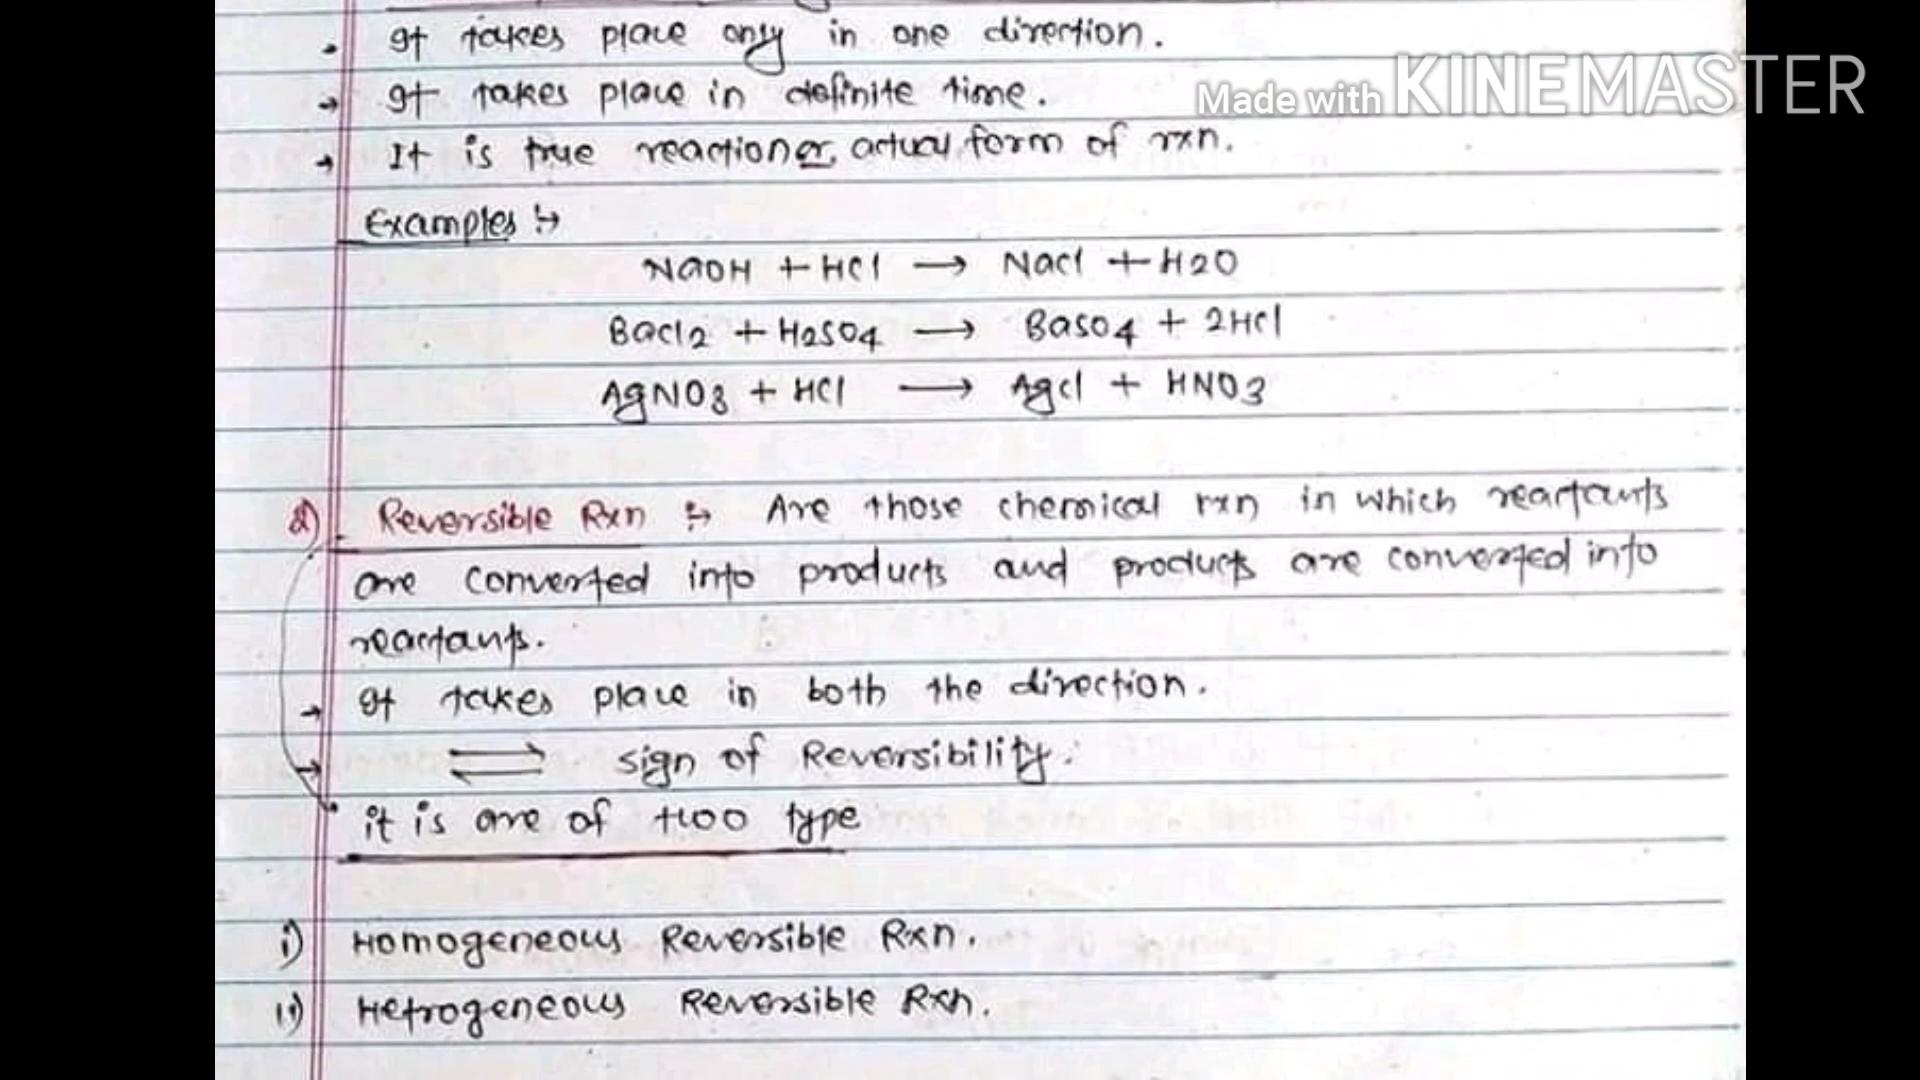 It takes place only in one direction.
→ It takes place in definite time.
Made with KINEMASTER
→ It is true reaction or, actual form of rxn.
Examples :→
NaOH + HCl → NaCl + H2O
BaCl2 + H2SO4 → BaSO4 + 2HCl
AgNO3 + HCl → AgCl + HNO3
2) Reversible Rxn :→ Are those chemical rxn in which reactants
are converted into products and products are converted into
reactants.
→ It takes place in both the direction.
→ ⇌ sign of Reversibility.
it is are of two type
i) Homogeneous Reversible Rxn.
ii) Hetrogeneous Reversible Rxn.